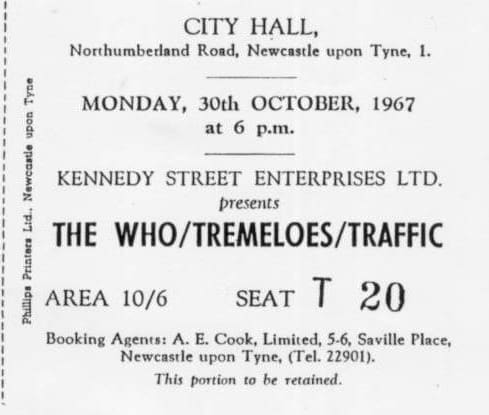 CITY HALL,
Northumberland Road, Newcastle upon Tyne, 1.
MONDAY, 30th OCTOBER, 1967
at 6 p.m.
KENNEDY STREET ENTERPRISES LTD.
presents
THE WHO/TREMELOES/TRAFFIC
AREA 10/6 SEAT T 20
Booking Agents: A. E. Cook, Limited, 5-6, Saville Place,
Newcastle upon Tyne, (Tel. 22901).
This portion to be retained.
Phillips Printers Ltd., Newcastle upon Tyne